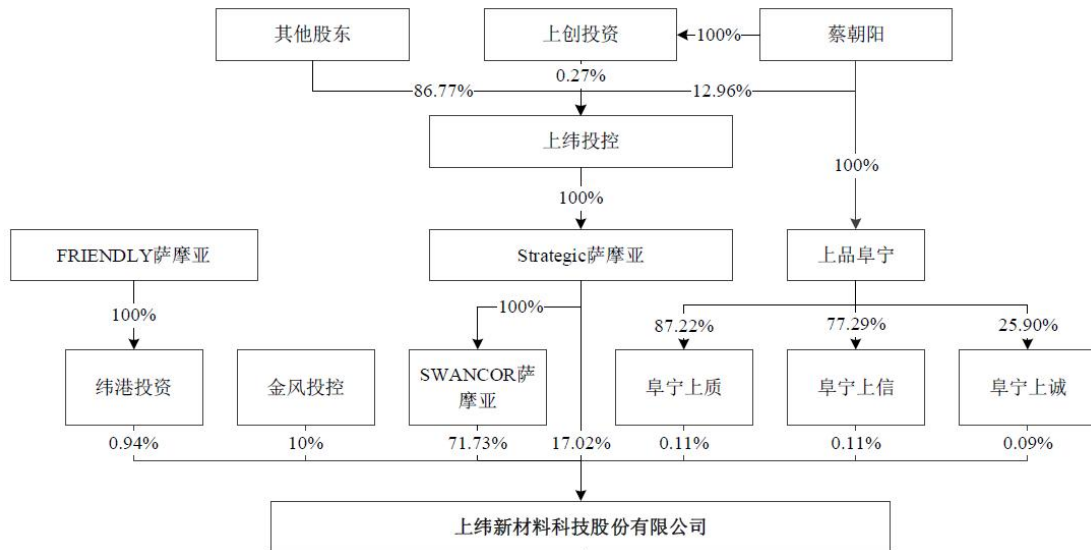 其他股东
上创投资
100%
蔡朝阳
0.27%
86.77%
12.96%
上纬投控
100%
100%
FRIENDLY萨摩亚
Strategic萨摩亚
上品阜宁
100%
100%
87.22%
77.29%
25.90%
纬港投资
金风投控
SWANCOR萨
摩亚
阜宁上质
阜宁上信
阜宁上诚
0.94%
10%
71.73%
17.02%
0.11%
0.11%
0.09%
上纬新材料科技股份有限公司